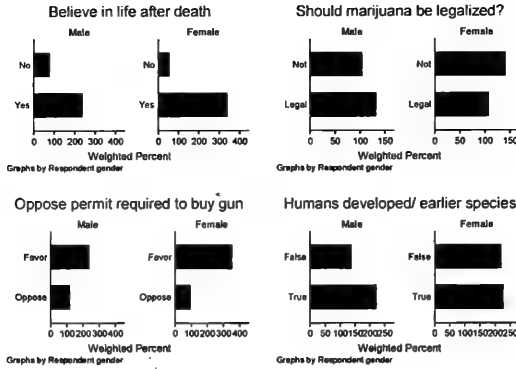 Believe in life after death
Male
Female
No
Yes
No
Yes
0 100 200 300 400
0 100 200 300 400
Weighted Percent
Graphs by Respondent gender
Should marijuana be legalized?
Male
Female
Not
Legal
Not
Legal
0 50 100 150
0 50 100 150
Weighted Percent
Graphs by Respondent gender
Oppose permit required to buy gun
Male
Female
Favor
Oppose
Favor
Oppose
0 100200300400
0 100200300400
Weighted Percent
Graphs by Respondent gender
Humans developed/ earlier species
Male
Female
False
True
False
True
0 50 100150200250
0 50 100150200250
Weighted Percent
Graphs by Respondent gender